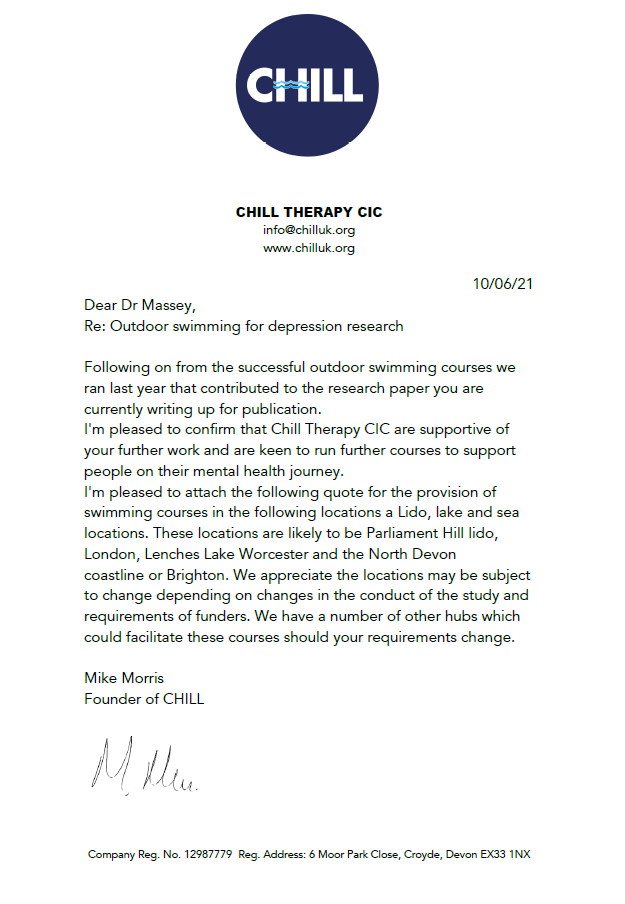 CHILL
CHILL THERAPY CIC
info@chilluk.org
www.chilluk.org
10/06/21
Dear Dr Massey,
Re: Outdoor swimming for depression research
Following on from the successful outdoor swimming courses we
ran last year that contributed to the research paper you are
currently writing up for publication.
I'm pleased to confirm that Chill Therapy CIC are supportive of
your further work and are keen to run further courses to support
people on their mental health journey.
I'm pleased to attach the following quote for the provision of
swimming courses in the following locations a Lido, lake and sea
locations. These locations are likely to be Parliament Hill lido,
London, Lenches Lake Worcester and the North Devon
coastline or Brighton. We appreciate the locations may be subject
to change depending on changes in the conduct of the study and
requirements of funders. We have a number of other hubs which
could facilitate these courses should your requirements change.
Mike Morris
Founder of CHILL
Company Reg. No. 12987779 Reg. Address: 6 Moor Park Close, Croyde, Devon EX33 1NX